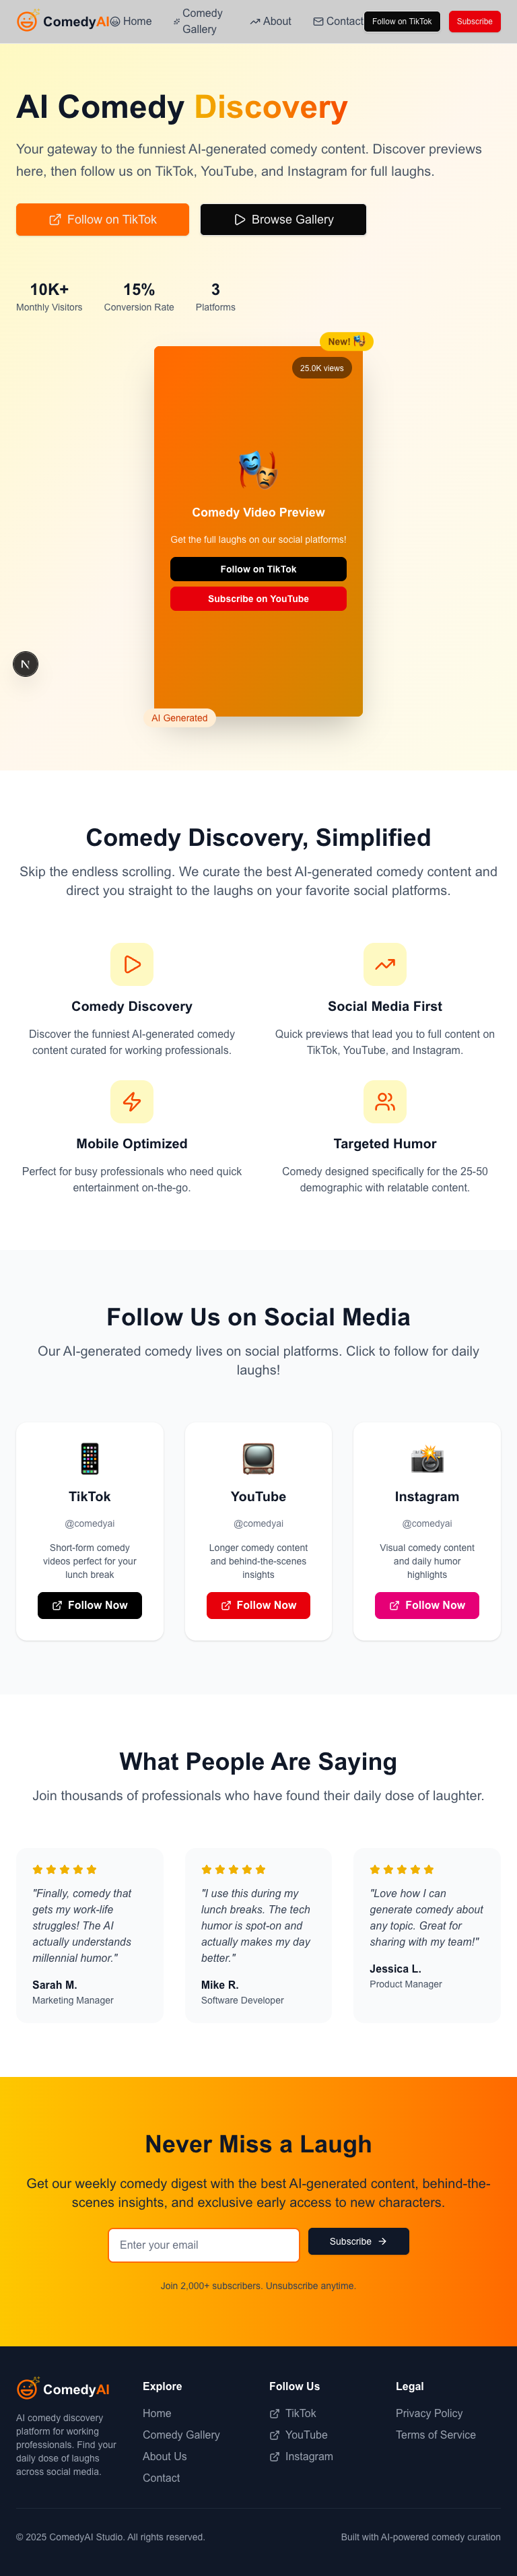 ComedyAI
Home
Comedy
Gallery
About
Contact
Follow on TikTok
Subscribe
AI Comedy Discovery
Your gateway to the funniest AI-generated comedy content. Discover previews
here, then follow us on TikTok, YouTube, and Instagram for full laughs.
Follow on TikTok
Browse Gallery
10K+
Monthly Visitors
15%
Conversion Rate
3
Platforms
New!
25.0K views
Comedy Video Preview
Get the full laughs on our social platforms!
Follow on TikTok
Subscribe on YouTube
N
AI Generated
Comedy Discovery, Simplified
Skip the endless scrolling. We curate the best AI-generated comedy content and
direct you straight to the laughs on your favorite social platforms.
Comedy Discovery
Discover the funniest AI-generated comedy
content curated for working professionals.
Social Media First
Quick previews that lead you to full content on
TikTok, YouTube, and Instagram.
Mobile Optimized
Perfect for busy professionals who need quick
entertainment on-the-go.
Targeted Humor
Comedy designed specifically for the 25-50
demographic with relatable content.
Follow Us on Social Media
Our AI-generated comedy lives on social platforms. Click to follow for daily
laughs!
TikTok
@comedyai
Short-form comedy
videos perfect for your
lunch break
Follow Now
YouTube
@comedyai
Longer comedy content
and behind-the-scenes
insights
Follow Now
Instagram
@comedyai
Visual comedy content
and daily humor
highlights
Follow Now
What People Are Saying
Join thousands of professionals who have found their daily dose of laughter.
"Finally, comedy that
gets my work-life
struggles! The AI
actually understands
millennial humor."
Sarah M.
Marketing Manager
"I use this during my
lunch breaks. The tech
humor is spot-on and
actually makes my day
better."
Mike R.
Software Developer
"Love how I can
generate comedy about
any topic. Great for
sharing with my team!"
Jessica L.
Product Manager
Never Miss a Laugh
Get our weekly comedy digest with the best AI-generated content, behind-the-
scenes insights, and exclusive early access to new characters.
Enter your email
Subscribe
Join 2,000+ subscribers. Unsubscribe anytime.
ComedyAI
AI comedy discovery
platform for working
professionals. Find your
daily dose of laughs
across social media.
Explore
Home
Comedy Gallery
About Us
Contact
Follow Us
TikTok
YouTube
Instagram
Legal
Privacy Policy
Terms of Service
© 2025 ComedyAI Studio. All rights reserved.
Built with AI-powered comedy curation